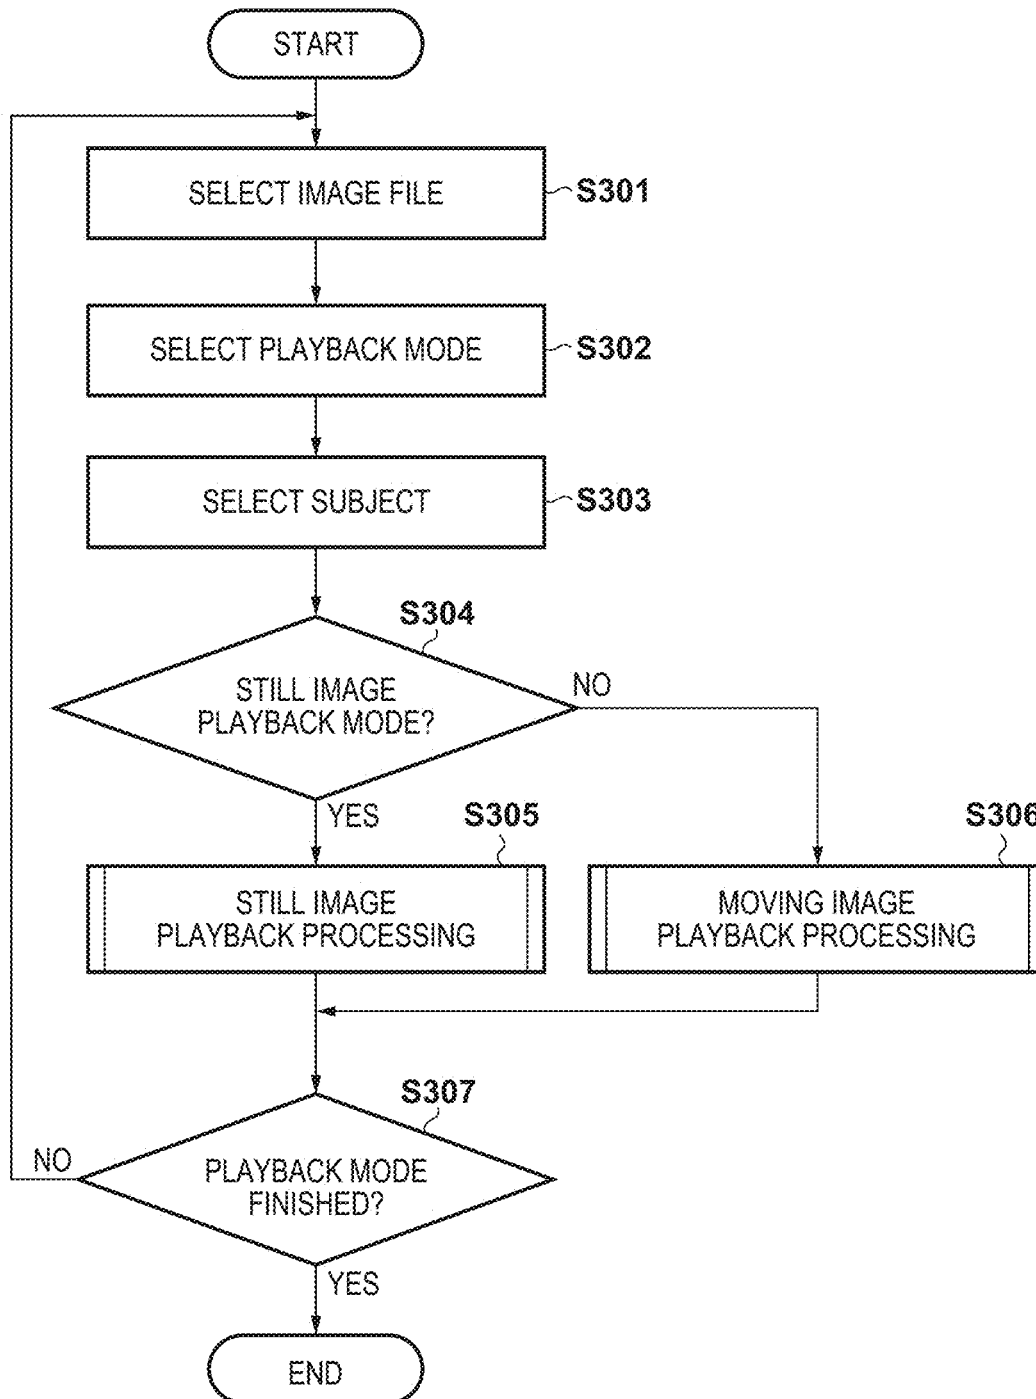 START
SELECT IMAGE FILE
S301
SELECT PLAYBACK MODE
S302
SELECT SUBJECT
S303
S304
STILL IMAGE
PLAYBACK MODE?
NO
YES
S305
STILL IMAGE
PLAYBACK PROCESSING
S306
MOVING IMAGE
PLAYBACK PROCESSING
S307
NO
PLAYBACK MODE
FINISHED?
YES
END